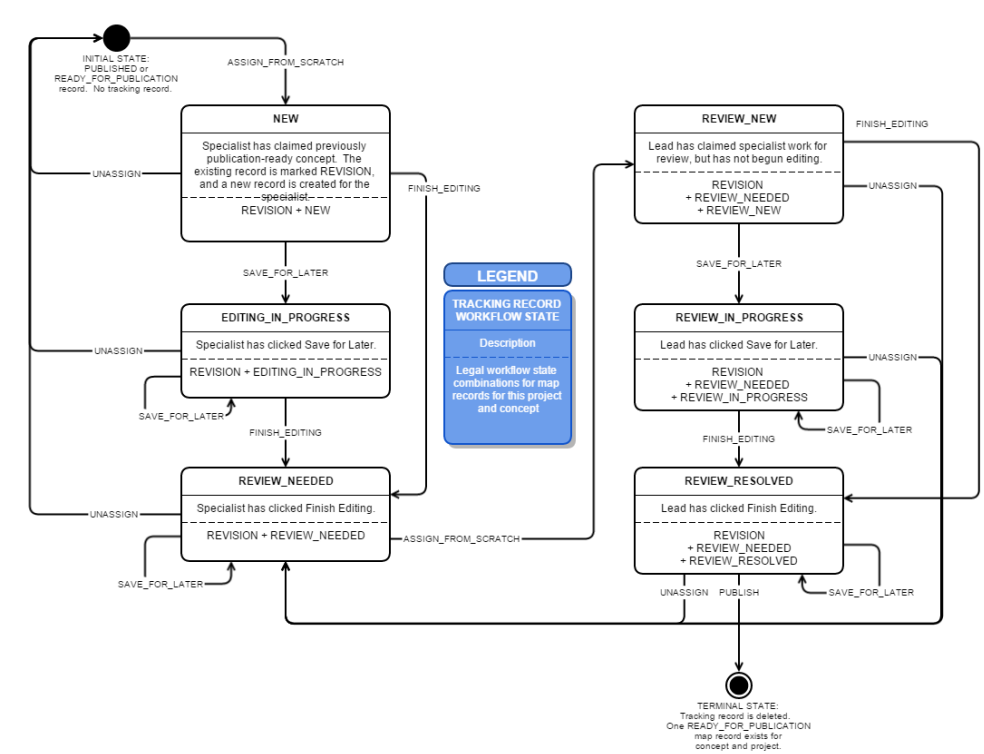 INITIAL STATE:
PUBLISHED or
READY_FOR_PUBLICATION
record. No tracking record.
ASSIGN_FROM_SCRATCH
NEW
Specialist has claimed previously
publication-ready concept. The
existing record is marked REVISION,
and a new record is created for the
specialist.
REVISION + NEW
UNASSIGN
FINISH_EDITING
SAVE_FOR_LATER
EDITING_IN_PROGRESS
Specialist has clicked Save for Later.
REVISION + EDITING_IN_PROGRESS
UNASSIGN
SAVE_FOR_LATER
FINISH_EDITING
REVIEW_NEEDED
Specialist has clicked Finish Editing.
REVISION + REVIEW_NEEDED
UNASSIGN
SAVE_FOR_LATER
ASSIGN_FROM_SCRATCH
LEGEND
TRACKING RECORD
WORKFLOW STATE
Description
Legal workflow state
combinations for map
records for this project
and concept
REVIEW_NEW
Lead has claimed specialist work for
review, but has not begun editing.
REVISION
+ REVIEW_NEEDED
+ REVIEW_NEW
FINISH_EDITING
UNASSIGN
SAVE_FOR_LATER
REVIEW_IN_PROGRESS
Lead has clicked Save for Later.
REVISION
+ REVIEW_NEEDED
+ REVIEW_IN_PROGRESS
UNASSIGN
SAVE_FOR_LATER
FINISH_EDITING
REVIEW_RESOLVED
Lead has clicked Finish Editing.
REVISION
+ REVIEW_NEEDED
+ REVIEW_RESOLVED
UNASSIGN
PUBLISH
SAVE_FOR_LATER
TERMINAL STATE:
Tracking record is deleted.
One READY_FOR_PUBLICATION
map record exists for
concept and project.